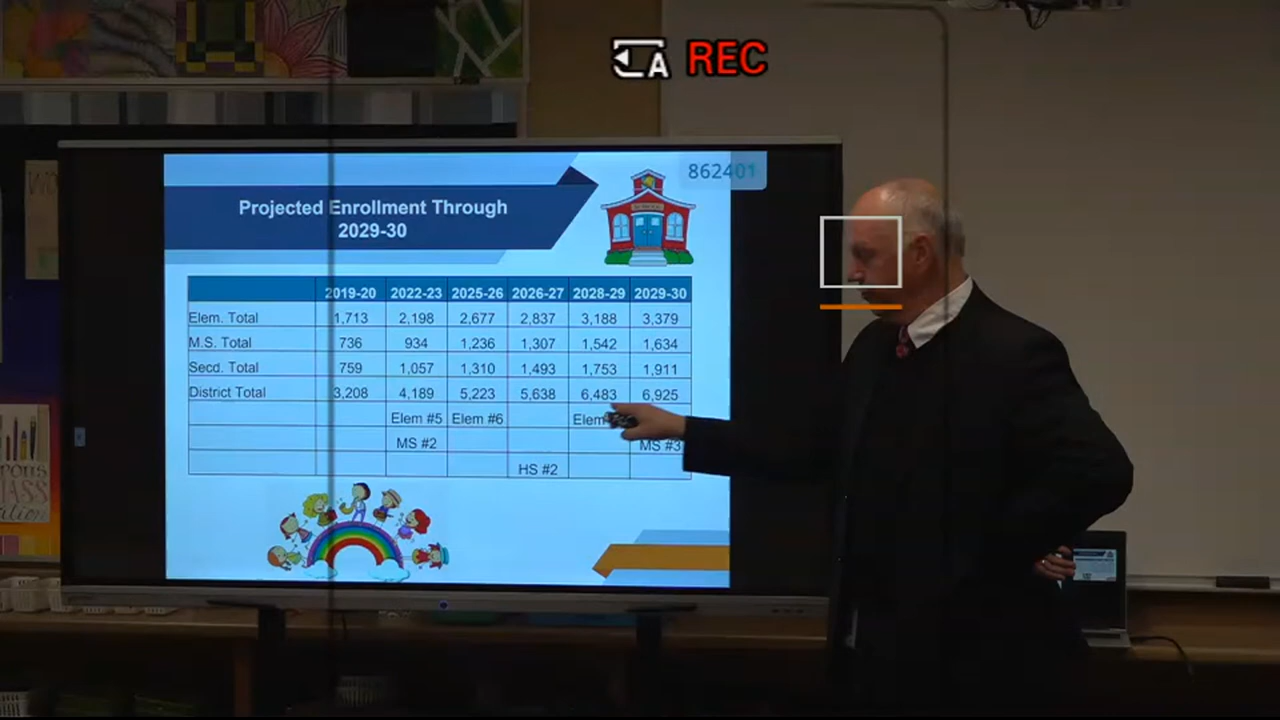 A REC
862401
Projected Enrollment Through
2029-30
2019-20 2022-23 2025-26 2026-27 2028-29 2029-30
Elem. Total 1,713 2,198 2,677 2,837 3,188 3,379
M.S. Total 736 934 1,236 1,307 1,542 1,634
Secd. Total 759 1,057 1,310 1,493 1,753 1,911
District Total 3,208 4,189 5,223 5,638 6,483 6,925
Elem #5 Elem #6 Elem
MS #2 MS #3
HS #2